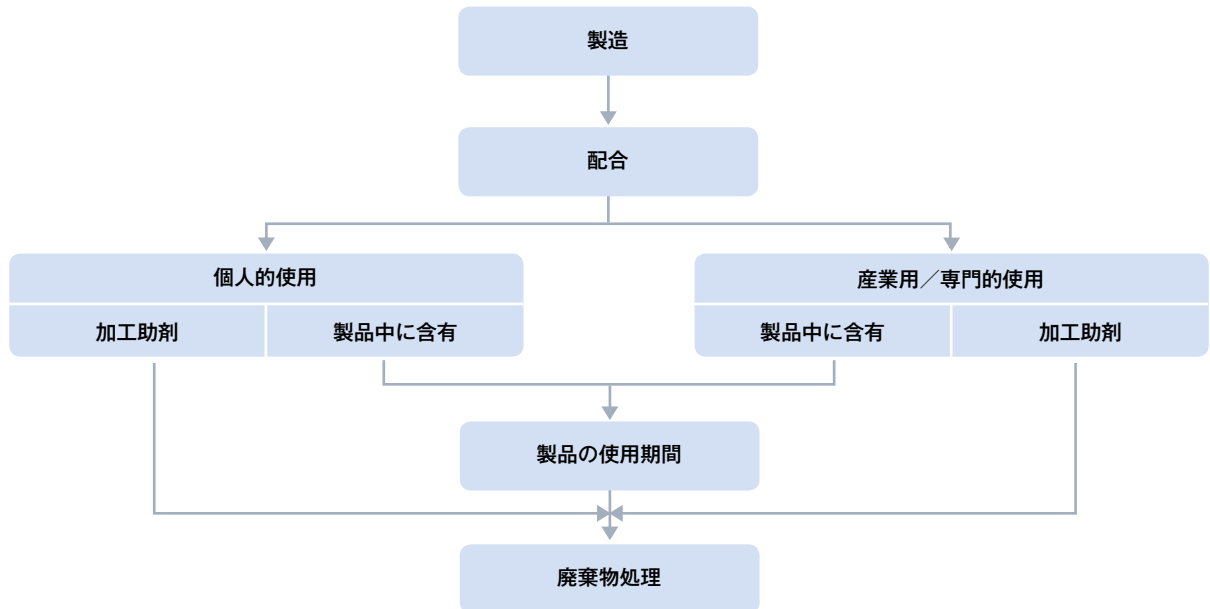 製造
配合
個人的使用
加工助剤
製品中に含有
産業用／専門的使用
製品中に含有
加工助剤
製品の使用期間
廃棄物処理